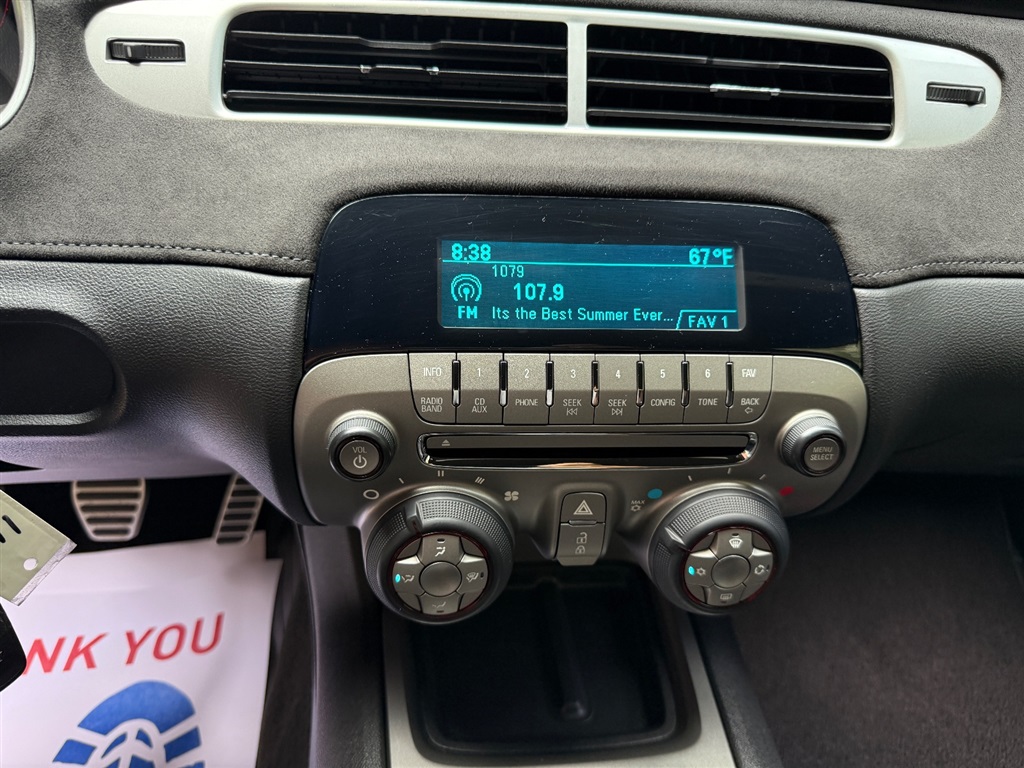 8:38 67°F
1079
107.9
FM Its the Best Summer Ever... FAV 1
INFO 1 2 3 4 5 6 FAV
RADIO BAND CD AUX PHONE SEEK SEEK CONFIG TONE BACK
VOL
MENU SELECT
MAX
NK YOU